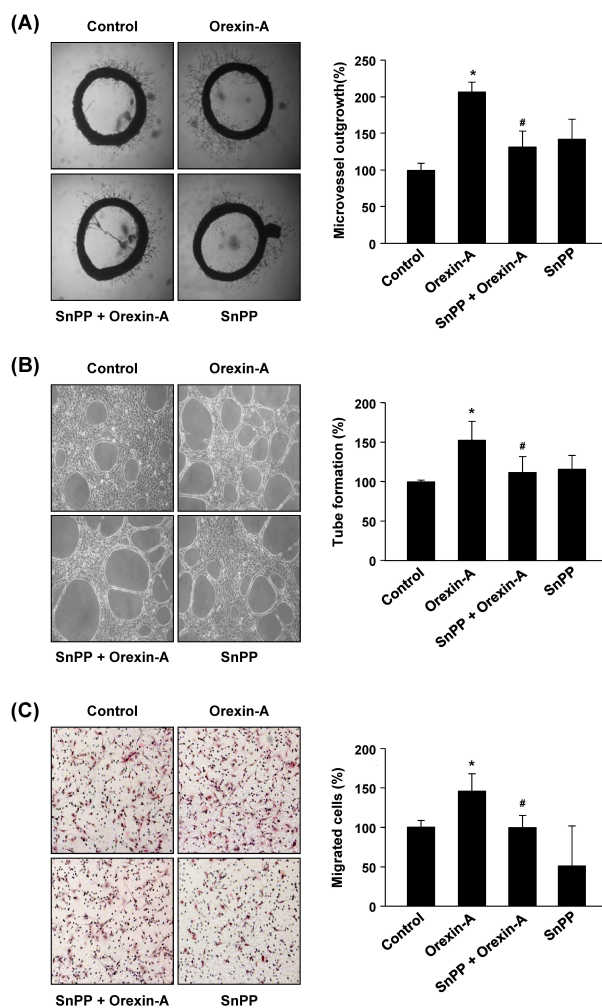 (A)
Control
Orexin-A
SnPP + Orexin-A
SnPP
Microvessel outgrowth(%)
250
200
150
100
50
0
*
#
Control
Orexin-A
SnPP + Orexin-A
SnPP
(B)
Control
Orexin-A
SnPP + Orexin-A
SnPP
Tube formation (%)
200
150
100
50
0
*
#
Control
Orexin-A
SnPP + Orexin-A
SnPP
(C)
Control
Orexin-A
SnPP + Orexin-A
SnPP
Migrated cells (%)
200
150
100
50
0
*
#
Control
Orexin-A
SnPP + Orexin-A
SnPP